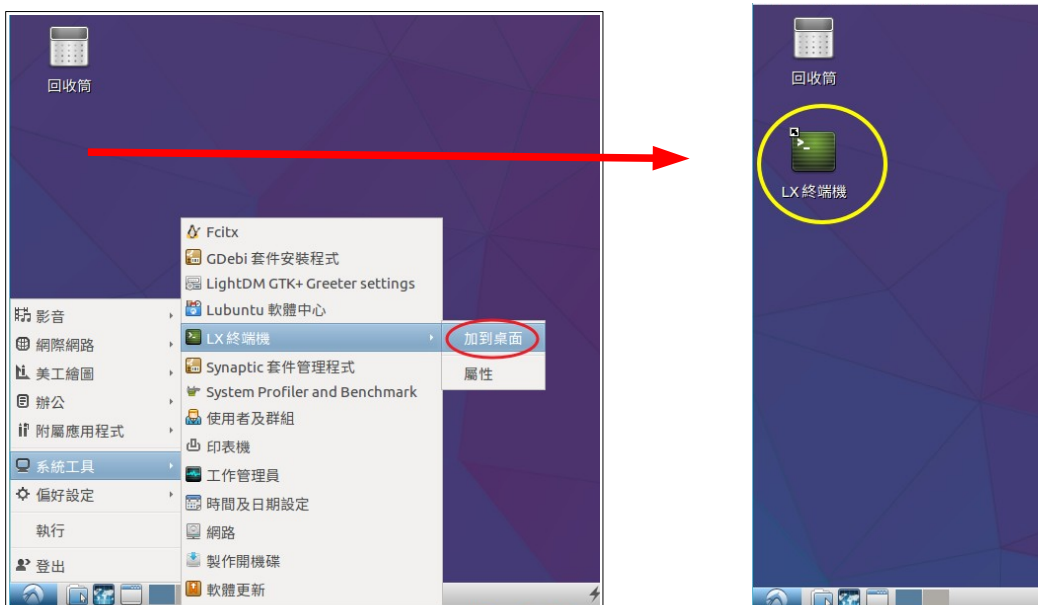 回收筒
Fcitx
GDebi 套件安裝程式
LightDM GTK+ Greeter settings
Lubuntu 軟體中心
LX 終端機
Synaptic 套件管理程式
System Profiler and Benchmark
使用者及群組
印表機
工作管理員
時間及日期設定
網路
製作開機碟
軟體更新
影音
網際網路
美工繪圖
辦公
附屬應用程式
系統工具
偏好設定
執行
登出
加到桌面
屬性
回收筒
LX 終端機